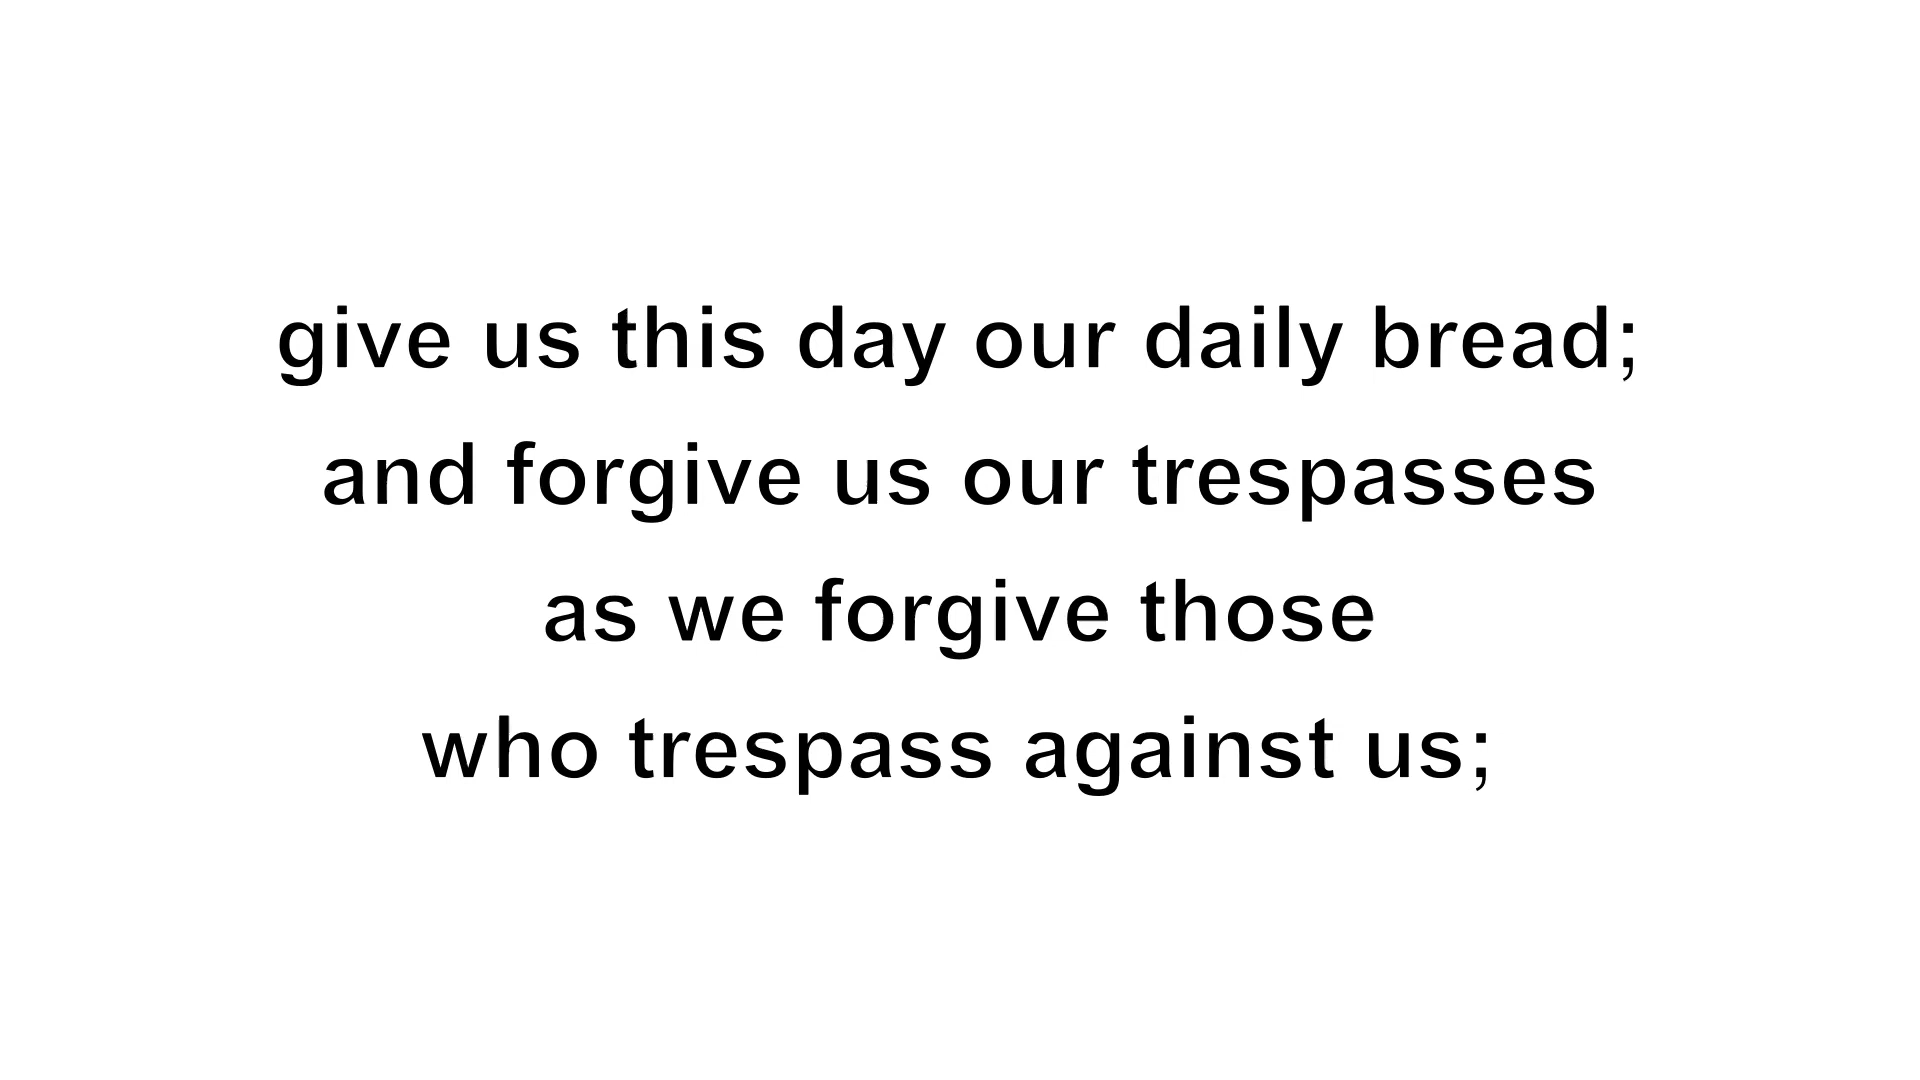 give us this day our daily bread;
and forgive us our trespasses
as we forgive those
who trespass against us;